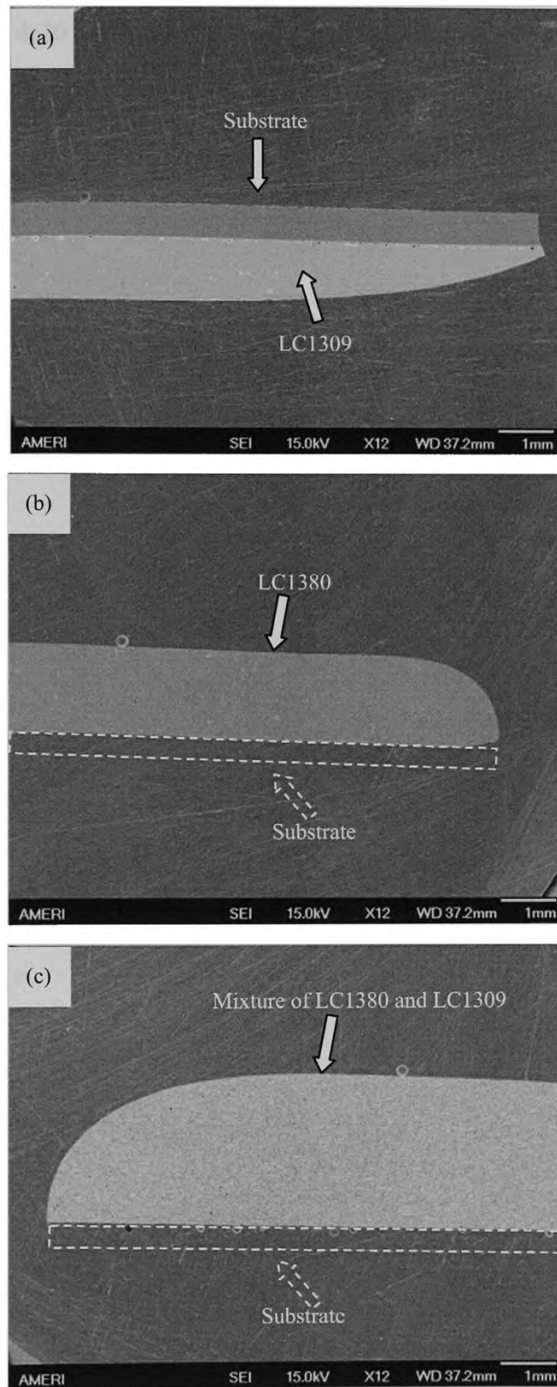 (a)
Substrate
LC1309
AMERI SEI 15.0kV X12 WD 37.2mm 1mm
(b)
LC1380
Substrate
AMERI SEI 15.0kV X12 WD 37.2mm 1mm
(c)
Mixture of LC1380 and LC1309
Substrate
AMERI SEI 15.0kV X12 WD 37.2mm 1mm